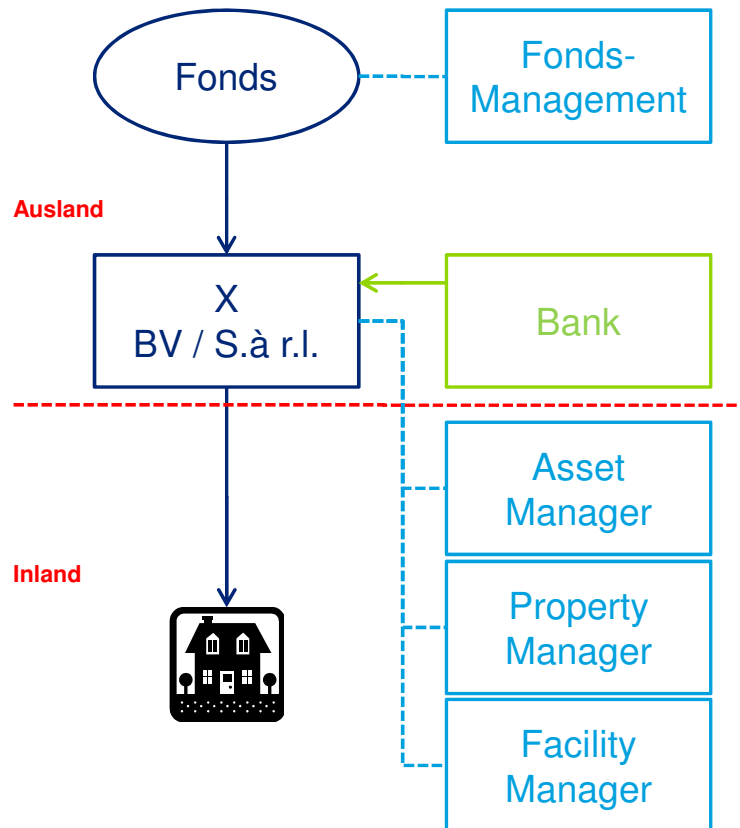 Fonds
Fonds-
Management
Ausland
X
BV / S.à r.l.
Bank
Asset
Manager
Inland
Property
Manager
Facility
Manager